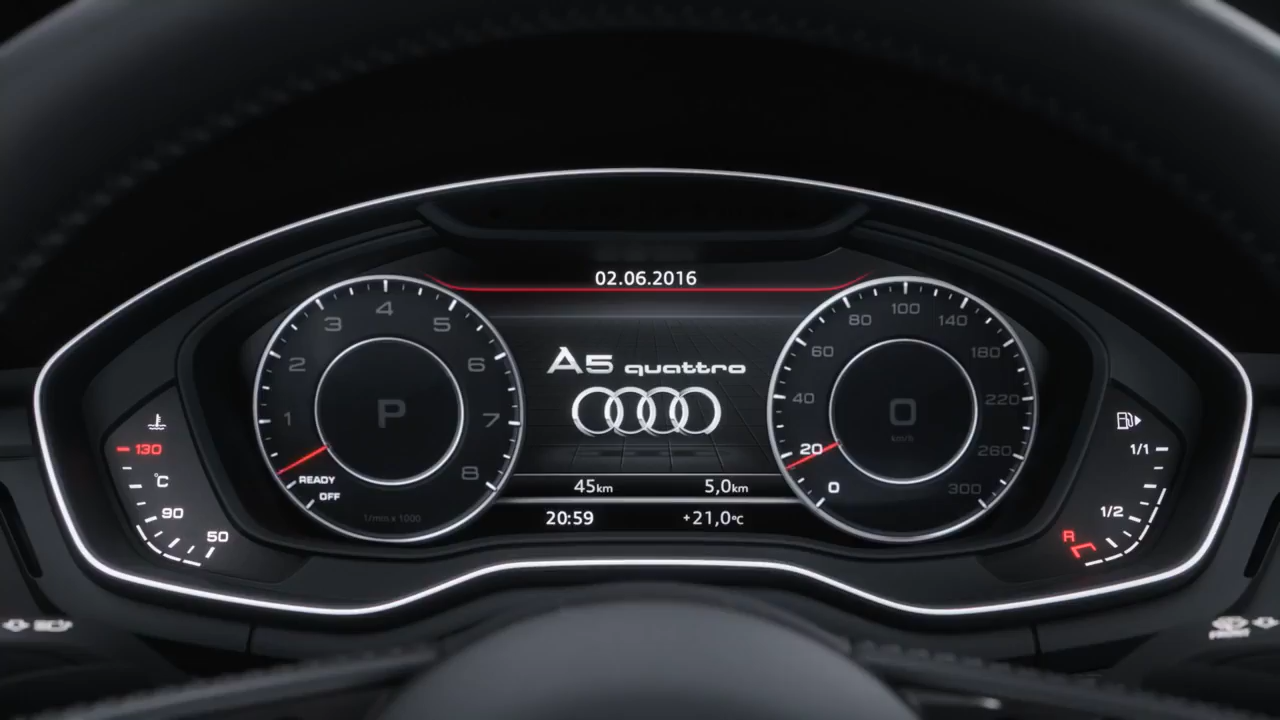 02.06.2016
A5 quattro
45km 5,0km
20:59 +21,0°C
1
2
3
4
5
6
7
8
READY
OFF
P
1/min x 1000
0
20
40
60
80
100
140
180
220
260
300
0
km/h
130
°C
90
50
1/1
1/2
R